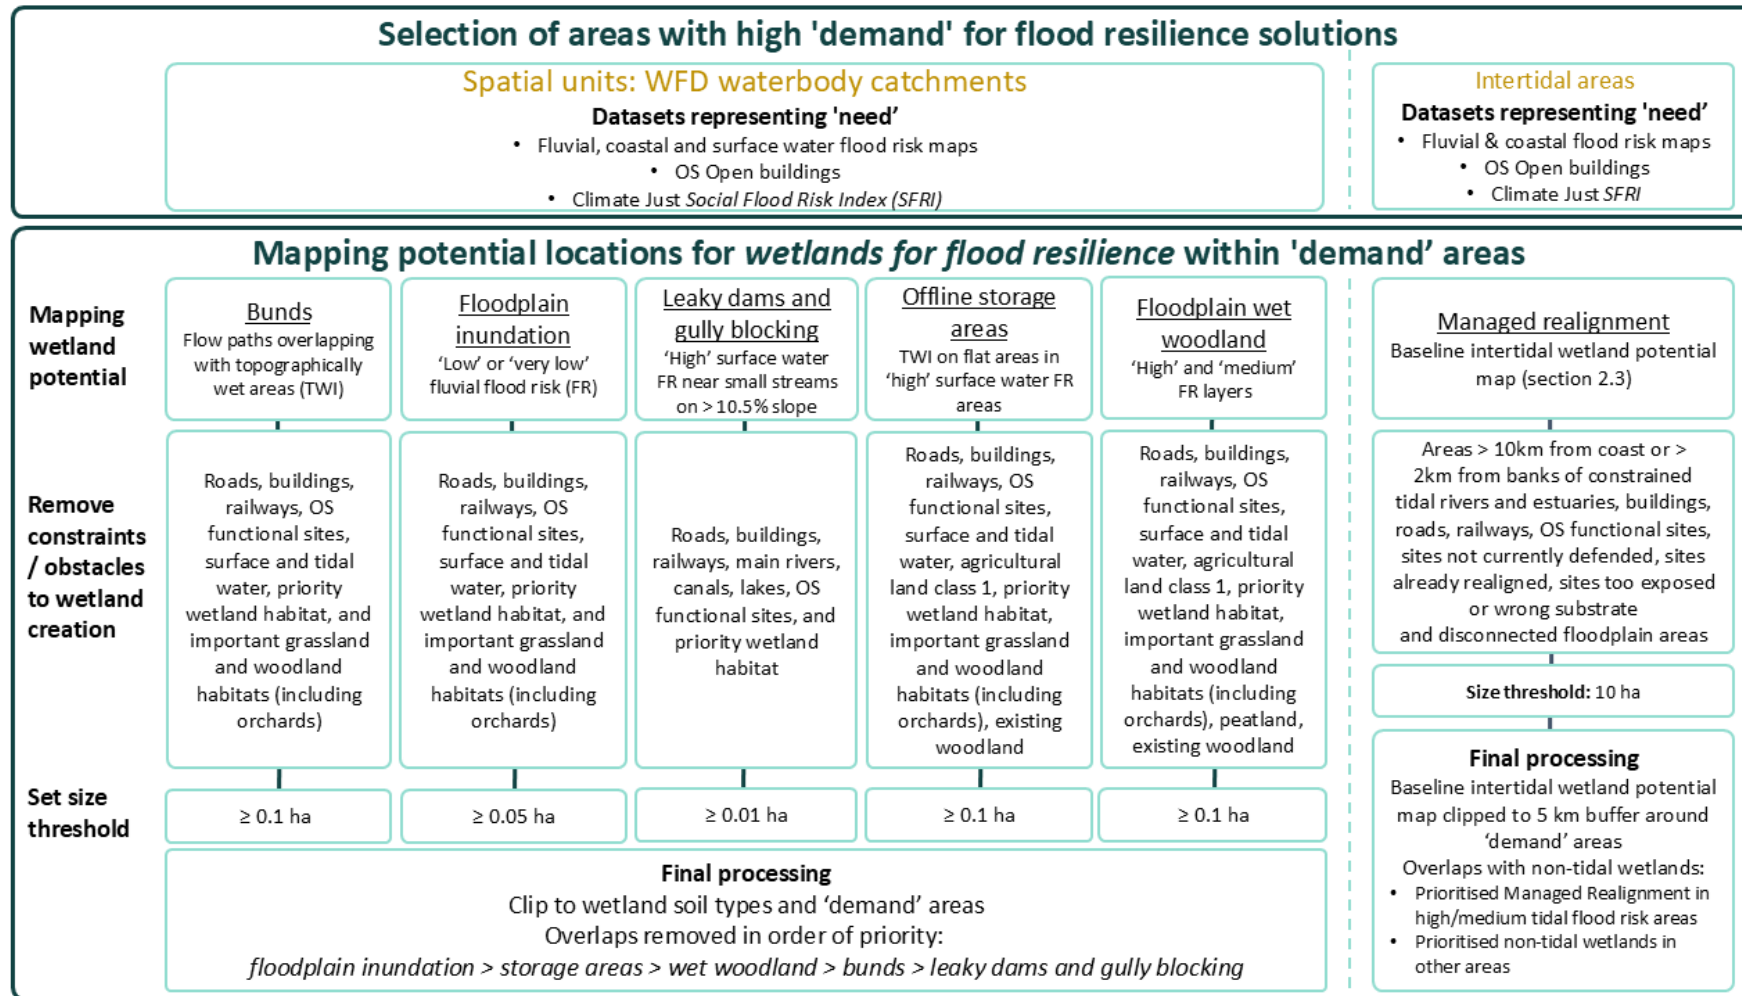 Selection of areas with high 'demand' for flood resilience solutions
Spatial units: WFD waterbody catchments
Datasets representing 'need’
• Fluvial, coastal and surface water flood risk maps
• OS Open buildings
• Climate Just Social Flood Risk Index (SFRI)
Intertidal areas
Datasets representing 'need’
• Fluvial & coastal flood risk maps
• OS Open buildings
• Climate Just SFRI
Mapping potential locations for wetlands for flood resilience within 'demand’ areas
Mapping
wetland
potential
Bunds
Flow paths overlapping
with topographically
wet areas (TWI)
Floodplain
inundation
‘Low’ or ‘very low’
fluvial flood risk (FR)
Leaky dams and
gully blocking
‘High’ surface water
FR near small streams
on > 10.5% slope
Offline storage
areas
TWI on flat areas in
‘high’ surface water FR
areas
Floodplain wet
woodland
‘High’ and ‘medium’
FR layers
Managed realignment
Baseline intertidal wetland potential
map (section 2.3)
Remove
constraints
/ obstacles
to wetland
creation
Roads, buildings,
railways, OS
functional sites,
surface and tidal
water, priority
wetland habitat, and
important grassland
and woodland
habitats (including
orchards)
Roads, buildings,
railways, OS
functional sites,
surface and tidal
water, priority
wetland habitat, and
important grassland
and woodland
habitats (including
orchards)
Roads, buildings,
railways, main rivers,
canals, lakes, OS
functional sites, and
priority wetland
habitat
Roads, buildings,
railways, OS
functional sites,
surface and tidal
water, agricultural
land class 1, priority
wetland habitat,
important grassland
and woodland
habitats (including
orchards), existing
woodland
Roads, buildings,
railways, OS
functional sites,
surface and tidal
water, agricultural
land class 1, priority
wetland habitat,
important grassland
and woodland
habitats (including
orchards), peatland,
existing woodland
Areas > 10km from coast or >
2km from banks of constrained
tidal rivers and estuaries, buildings,
roads, railways, OS functional sites,
sites not currently defended, sites
already realigned, sites too exposed
or wrong substrate
and disconnected floodplain areas
Size threshold: 10 ha
Set size
threshold
≥ 0.1 ha
≥ 0.05 ha
≥ 0.01 ha
≥ 0.1 ha
≥ 0.1 ha
Final processing
Clip to wetland soil types and ‘demand’ areas
Overlaps removed in order of priority:
floodplain inundation > storage areas > wet woodland > bunds > leaky dams and gully blocking
Final processing
Baseline intertidal wetland potential
map clipped to 5 km buffer around
‘demand’ areas
Overlaps with non-tidal wetlands:
• Prioritised Managed Realignment in
high/medium tidal flood risk areas
• Prioritised non-tidal wetlands in
other areas